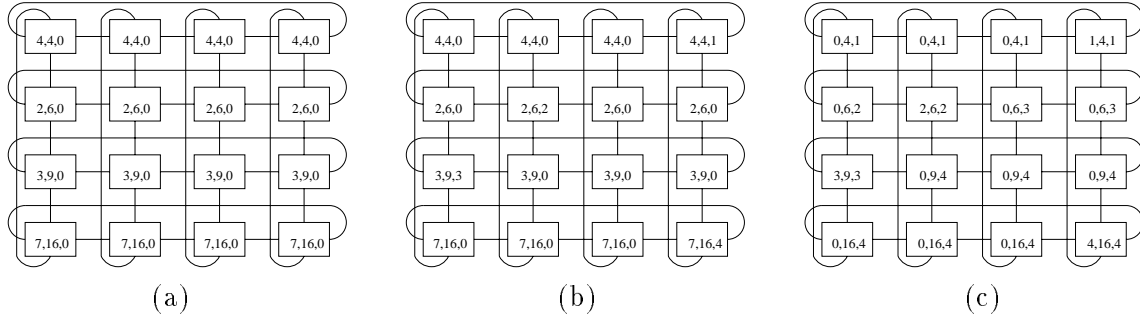 4,4,0 4,4,0 4,4,0 4,4,0
2,6,0 2,6,0 2,6,0 2,6,0
3,9,0 3,9,0 3,9,0 3,9,0
7,16,0 7,16,0 7,16,0 7,16,0
(a)
4,4,0 4,4,0 4,4,0 4,4,1
2,6,0 2,6,2 2,6,0 2,6,0
3,9,3 3,9,0 3,9,0 3,9,0
7,16,0 7,16,0 7,16,0 7,16,4
(b)
0,4,1 0,4,1 0,4,1 1,4,1
0,6,2 2,6,2 0,6,3 0,6,3
3,9,3 0,9,4 0,9,4 0,9,4
0,16,4 0,16,4 0,16,4 4,16,4
(c)